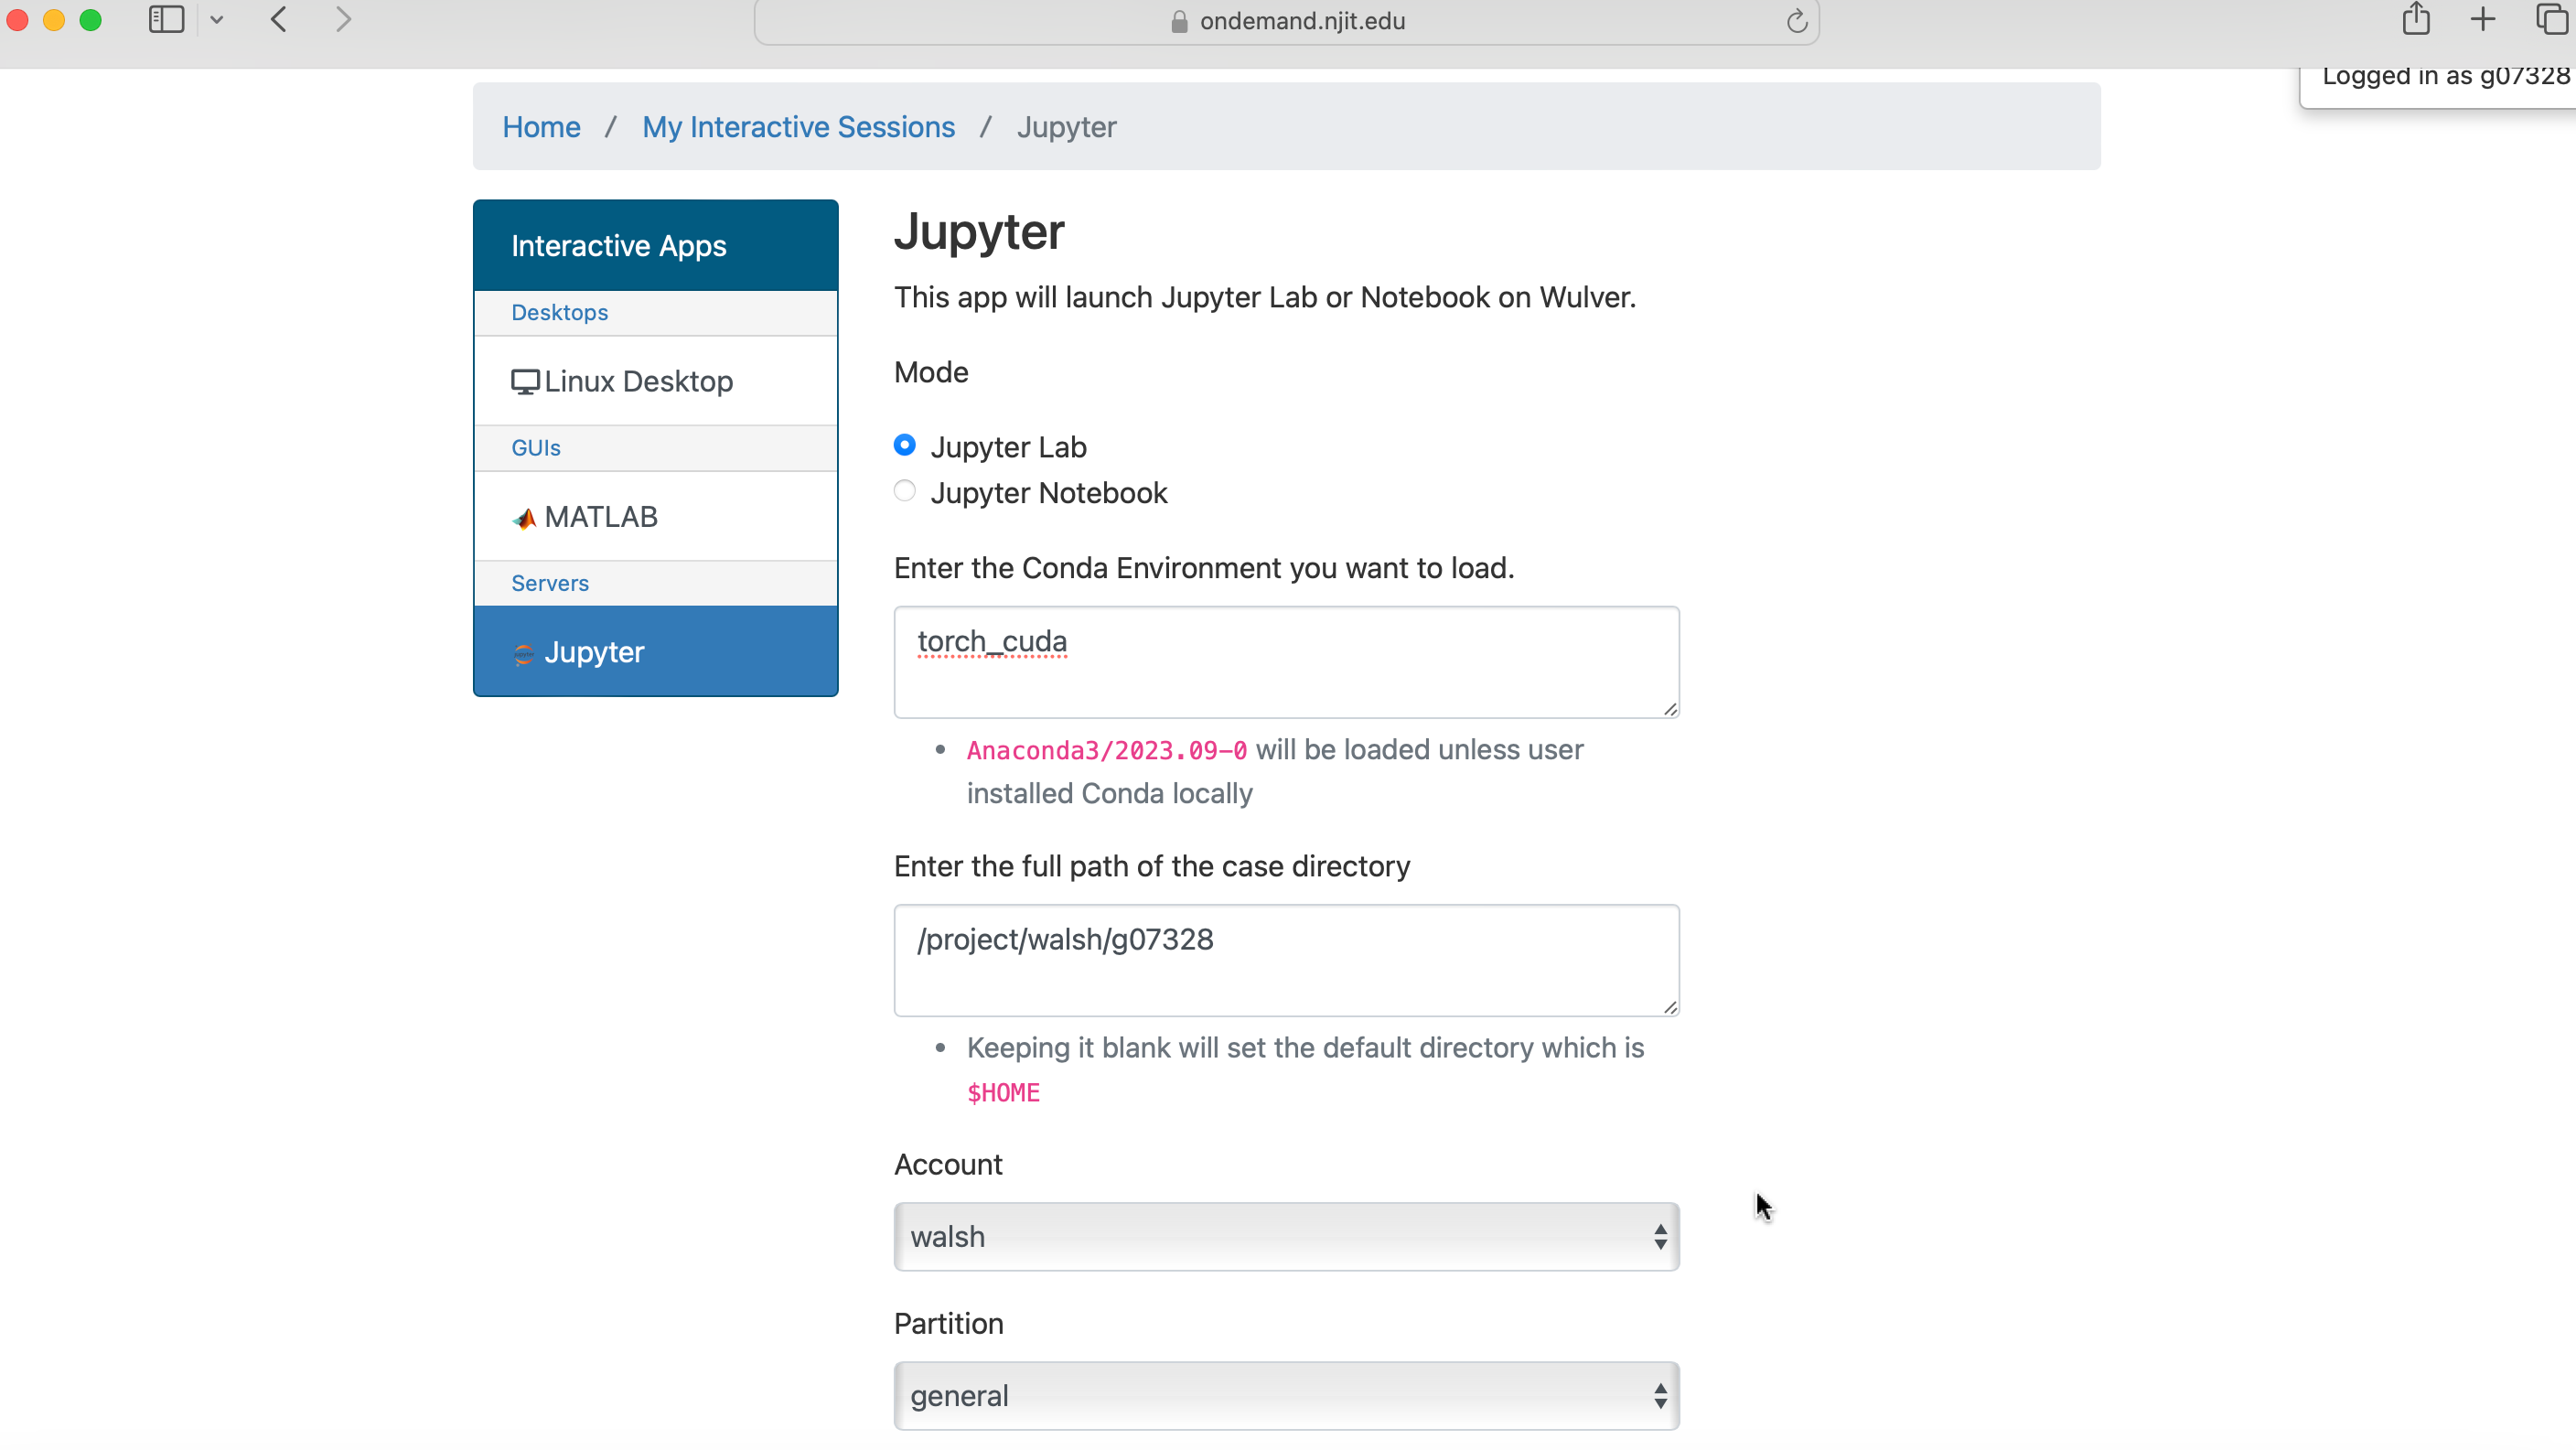 ondemand.njit.edu
Logged in as g07328
Home / My Interactive Sessions / Jupyter
Interactive Apps
Desktops
Linux Desktop
GUIs
MATLAB
Servers
Jupyter
Jupyter
This app will launch Jupyter Lab or Notebook on Wulver.
Mode
Jupyter Lab
Jupyter Notebook
Enter the Conda Environment you want to load.
torch_cuda
• Anaconda3/2023.09-0 will be loaded unless user
installed Conda locally
Enter the full path of the case directory
/project/walsh/g07328
• Keeping it blank will set the default directory which is
$HOME
Account
walsh
Partition
general